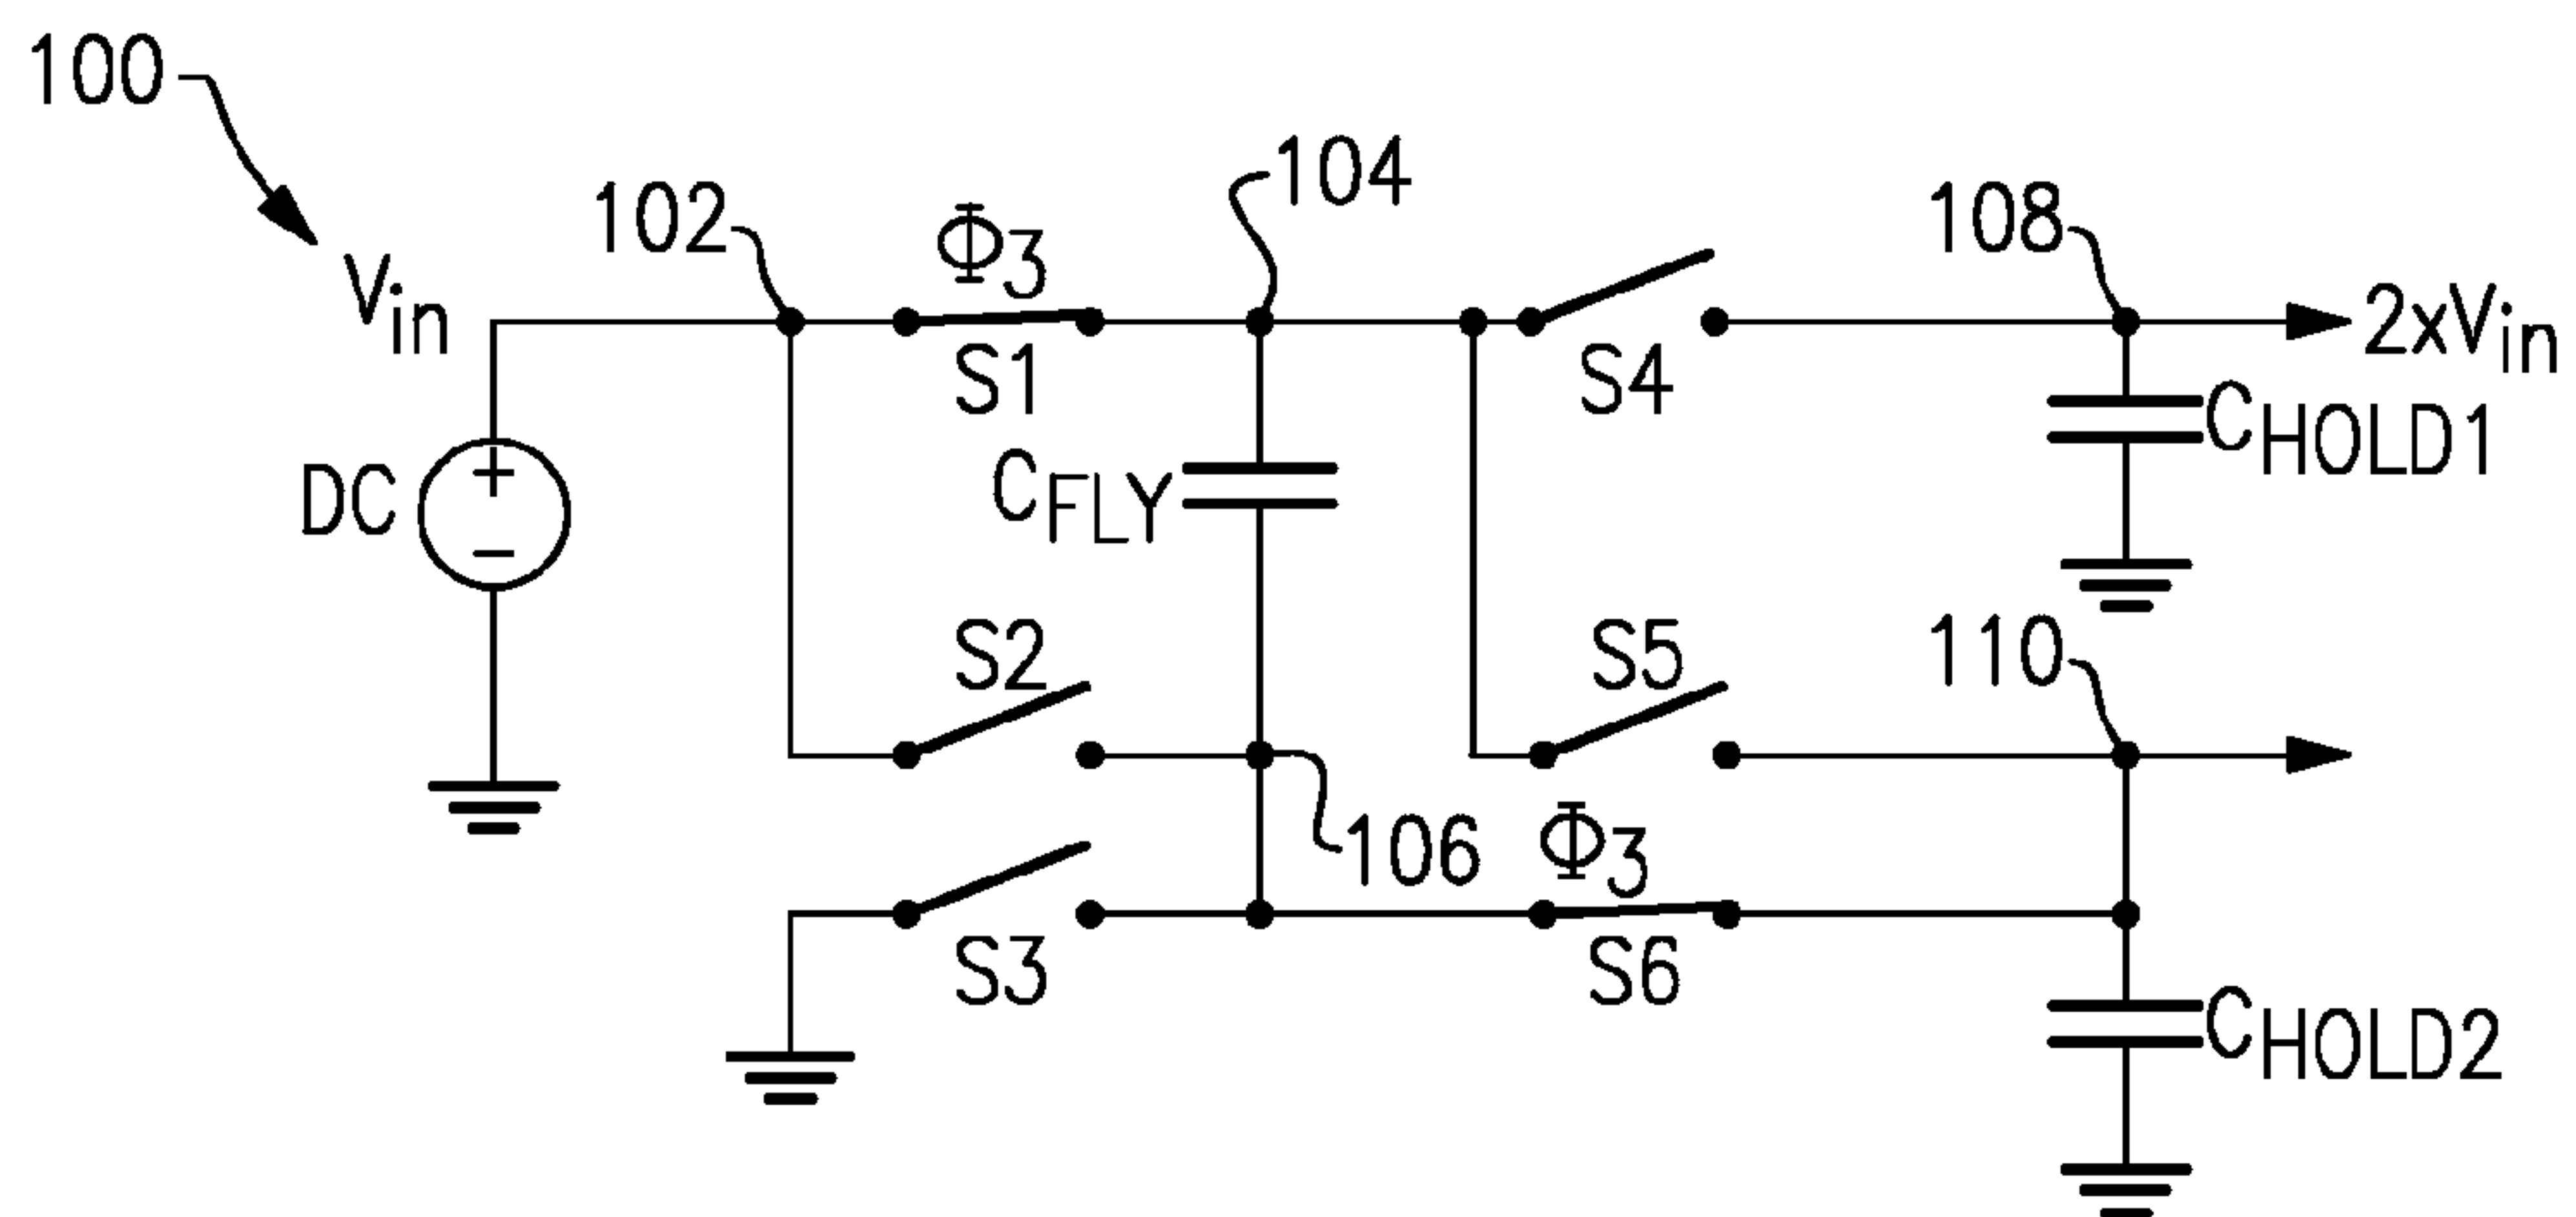 100
104
102
108
Φ3
Vin
2xVin
S1
S4
CHOLD1
DC
+
−
CFLY
S2
S5
110
106
Φ3
S3
S6
CHOLD2